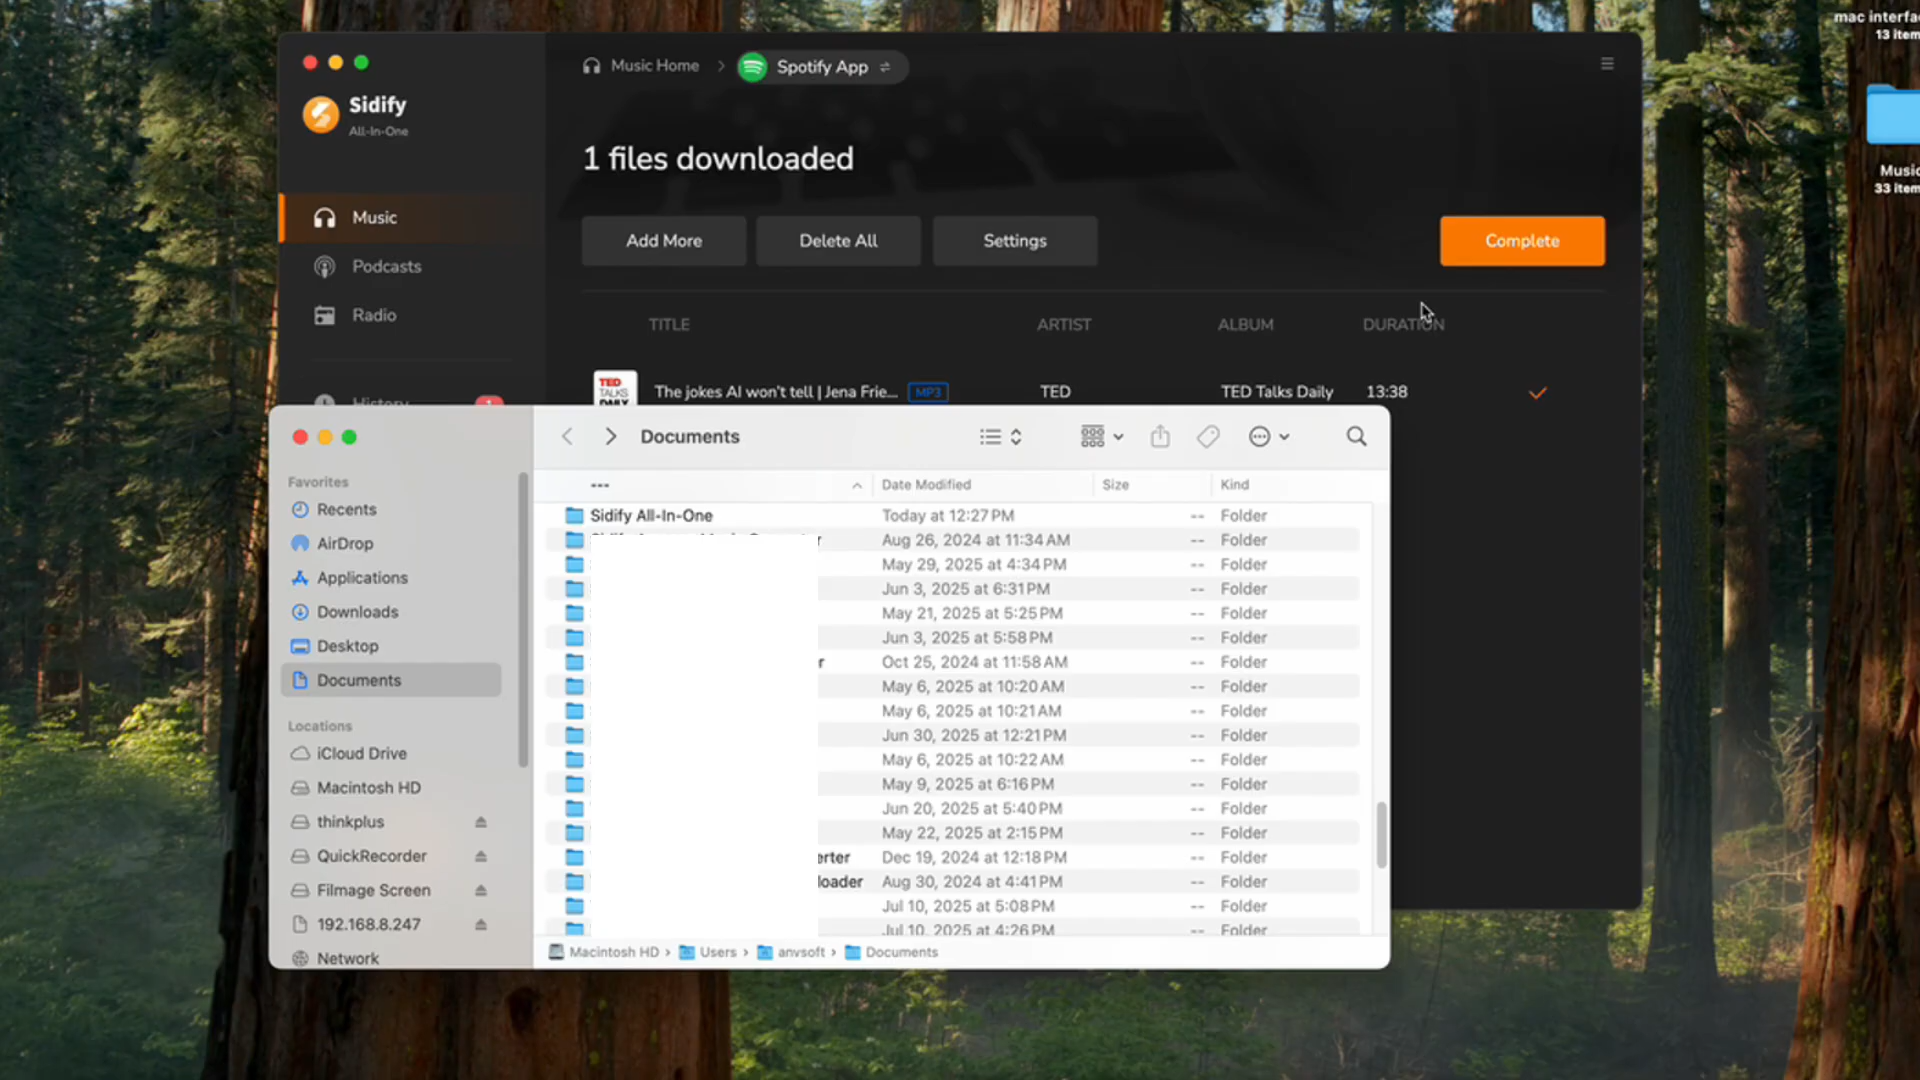 mac interfa
13 item
Music
33 item
Sidify
All-In-One
Music
Podcasts
Radio
History
1
Music Home > Spotify App
1 files downloaded
Add More
Delete All
Settings
Complete
TITLE
ARTIST
ALBUM
DURATION
TED TALKS DAILY
The jokes AI won't tell | Jena Frie... MP3
TED
TED Talks Daily
13:38
Favorites
Recents
AirDrop
Applications
Downloads
Desktop
Documents
Locations
iCloud Drive
Macintosh HD
thinkplus
QuickRecorder
Filmage Screen
192.168.8.247
Network
Documents
--- Date Modified Size Kind
Sidify All-In-One Today at 12:27 PM -- Folder
Aug 26, 2024 at 11:34 AM -- Folder
May 29, 2025 at 4:34 PM -- Folder
Jun 3, 2025 at 6:31 PM -- Folder
May 21, 2025 at 5:25 PM -- Folder
Jun 3, 2025 at 5:58 PM -- Folder
r Oct 25, 2024 at 11:58 AM -- Folder
May 6, 2025 at 10:20 AM -- Folder
May 6, 2025 at 10:21 AM -- Folder
Jun 30, 2025 at 12:21 PM -- Folder
May 6, 2025 at 10:22 AM -- Folder
May 9, 2025 at 6:16 PM -- Folder
Jun 20, 2025 at 5:40 PM -- Folder
May 22, 2025 at 2:15 PM -- Folder
erter Dec 19, 2024 at 12:18 PM -- Folder
loader Aug 30, 2024 at 4:41 PM -- Folder
Jul 10, 2025 at 5:08 PM -- Folder
Jul 10, 2025 at 4:26 PM -- Folder
Macintosh HD > Users > anvsoft > Documents